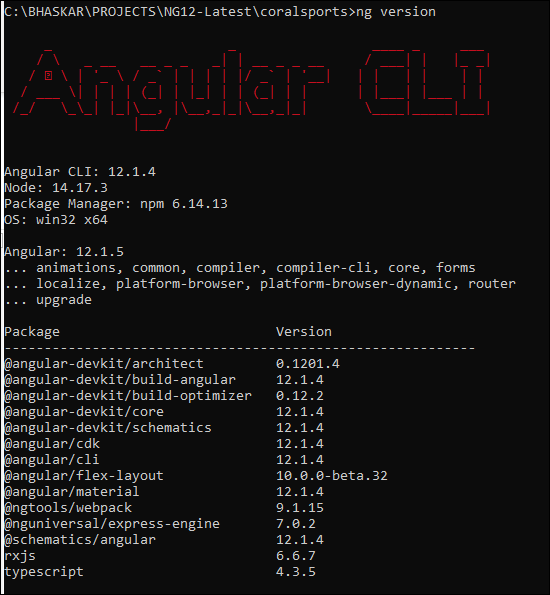 C:\BHASKAR\PROJECTS\NG12-Latest\coralsports>ng version
Angular CLI
Angular CLI: 12.1.4
Node: 14.17.3
Package Manager: npm 6.14.13
OS: win32 x64
Angular: 12.1.5
... animations, common, compiler, compiler-cli, core, forms
... localize, platform-browser, platform-browser-dynamic, router
... upgrade
Package Version
-----------------------------------------------------------
@angular-devkit/architect 0.1201.4
@angular-devkit/build-angular 12.1.4
@angular-devkit/build-optimizer 0.12.2
@angular-devkit/core 12.1.4
@angular-devkit/schematics 12.1.4
@angular/cdk 12.1.4
@angular/cli 12.1.4
@angular/flex-layout 10.0.0-beta.32
@angular/material 12.1.4
@ngtools/webpack 9.1.15
@nguniversal/express-engine 7.0.2
@schematics/angular 12.1.4
rxjs 6.6.7
typescript 4.3.5